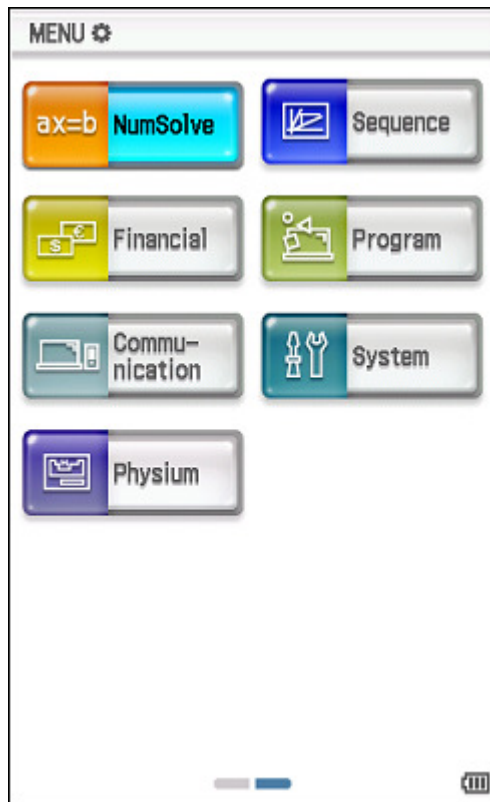 MENU
ax=b NumSolve
Sequence
$ € Financial
Program
Commu-
nication
System
Physium